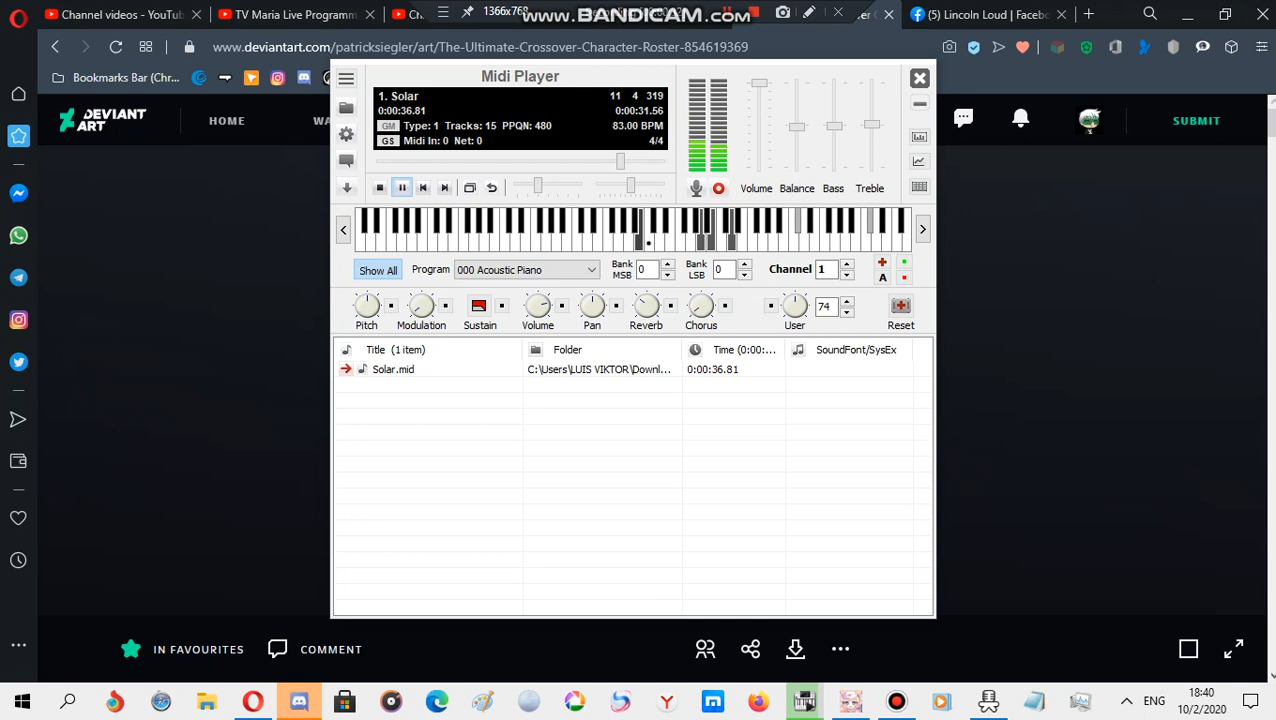 Channel videos - YouTub
TV Maria Live Programm
Ch
1366x768
www.BANDICAM.com
er
(5) Lincoln Loud | Faceb
www.deviantart.com/patricksiegler/art/The-Ultimate-Crossover-Character-Roster-854619369
Bookmarks Bar (Chr...
DEVIANT ART
HOME
WA
SUBMIT
Midi Player
1. Solar 11 4 319
0:00:36.81 0:00:31.56
GM Type: 1 Tracks: 15 PPQN: 480 83.00 BPM
GS Midi In: 0 Net: 0 4/4
Volume Balance Bass Treble
Show All Program 000 Acoustic Piano Bank MSB 0 Bank LSB 0 Channel 1
A
74
Pitch Modulation Sustain Volume Pan Reverb Chorus User Reset
Title (1 item) Folder Time (0:00:... SoundFont/SysEx
Solar.mid C:\Users\LUIS VIKTOR\Downl... 0:00:36.81
IN FAVOURITES COMMENT
ENG
18:40
10/2/2020